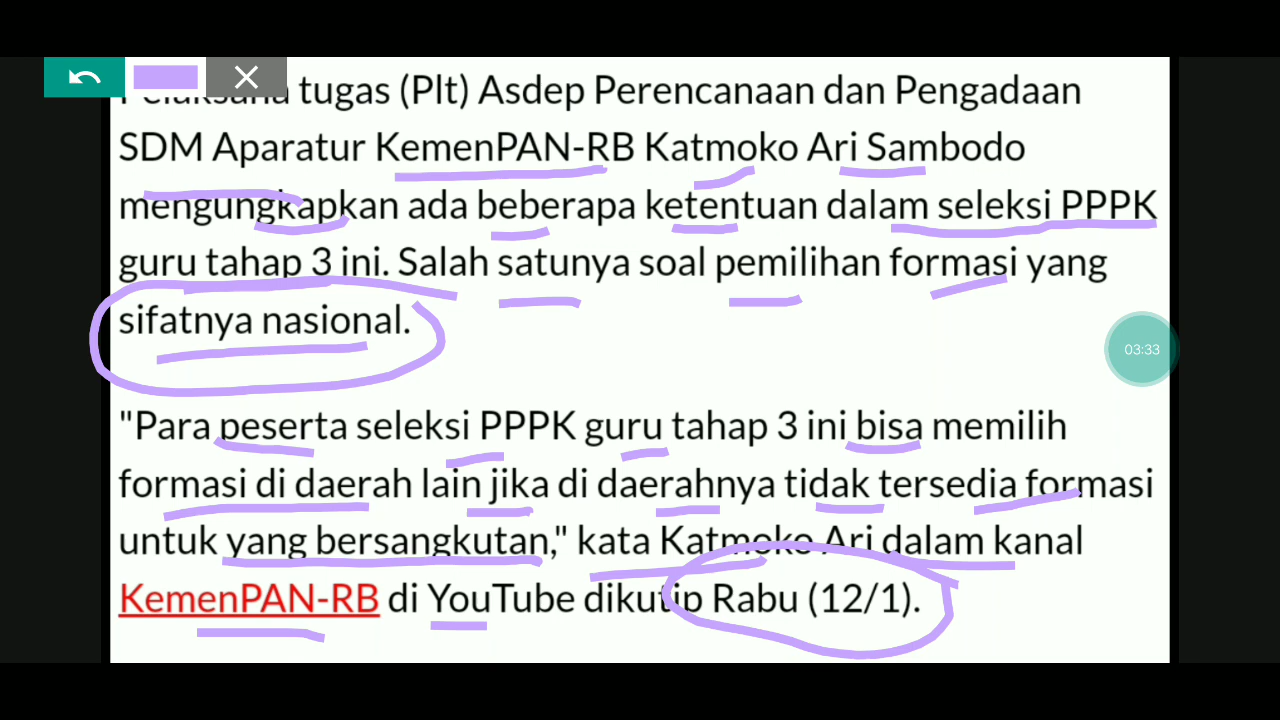 Pelaksana tugas (Plt) Asdep Perencanaan dan Pengadaan
SDM Aparatur KemenPAN-RB Katmoko Ari Sambodo
mengungkapkan ada beberapa ketentuan dalam seleksi PPPK
guru tahap 3 ini. Salah satunya soal pemilihan formasi yang
sifatnya nasional.
03:33
"Para peserta seleksi PPPK guru tahap 3 ini bisa memilih
formasi di daerah lain jika di daerahnya tidak tersedia formasi
untuk yang bersangkutan," kata Katmoko Ari dalam kanal
KemenPAN-RB di YouTube dikutip Rabu (12/1).